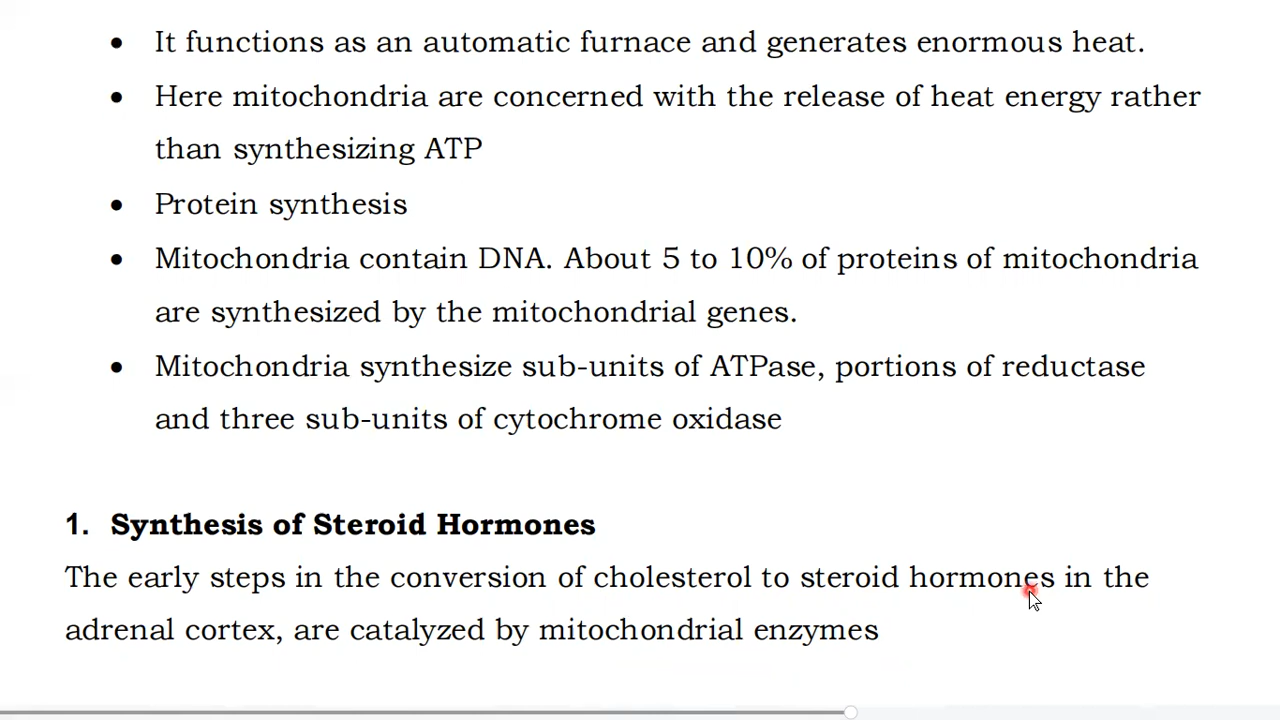 • It functions as an automatic furnace and generates enormous heat.
• Here mitochondria are concerned with the release of heat energy rather
than synthesizing ATP
• Protein synthesis
• Mitochondria contain DNA. About 5 to 10% of proteins of mitochondria
are synthesized by the mitochondrial genes.
• Mitochondria synthesize sub-units of ATPase, portions of reductase
and three sub-units of cytochrome oxidase
1. Synthesis of Steroid Hormones
The early steps in the conversion of cholesterol to steroid hormones in the
adrenal cortex, are catalyzed by mitochondrial enzymes